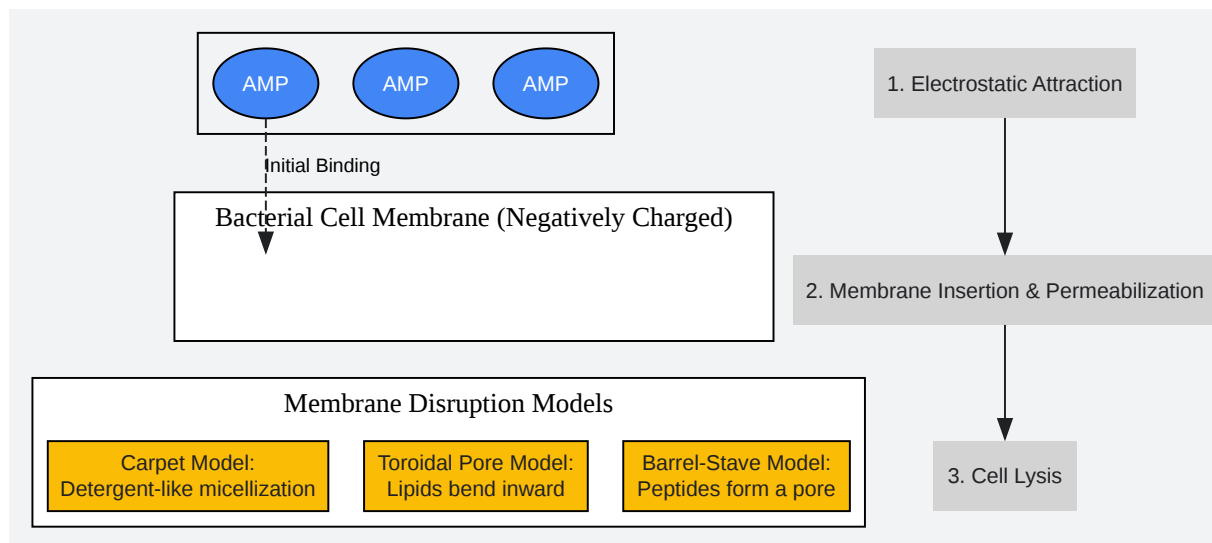 AMP
AMP
AMP
Initial Binding
Bacterial Cell Membrane (Negatively Charged)
Membrane Disruption Models
Carpet Model:
Detergent-like micellization
Toroidal Pore Model:
Lipids bend inward
Barrel-Stave Model:
Peptides form a pore
1. Electrostatic Attraction
2. Membrane Insertion & Permeabilization
3. Cell Lysis